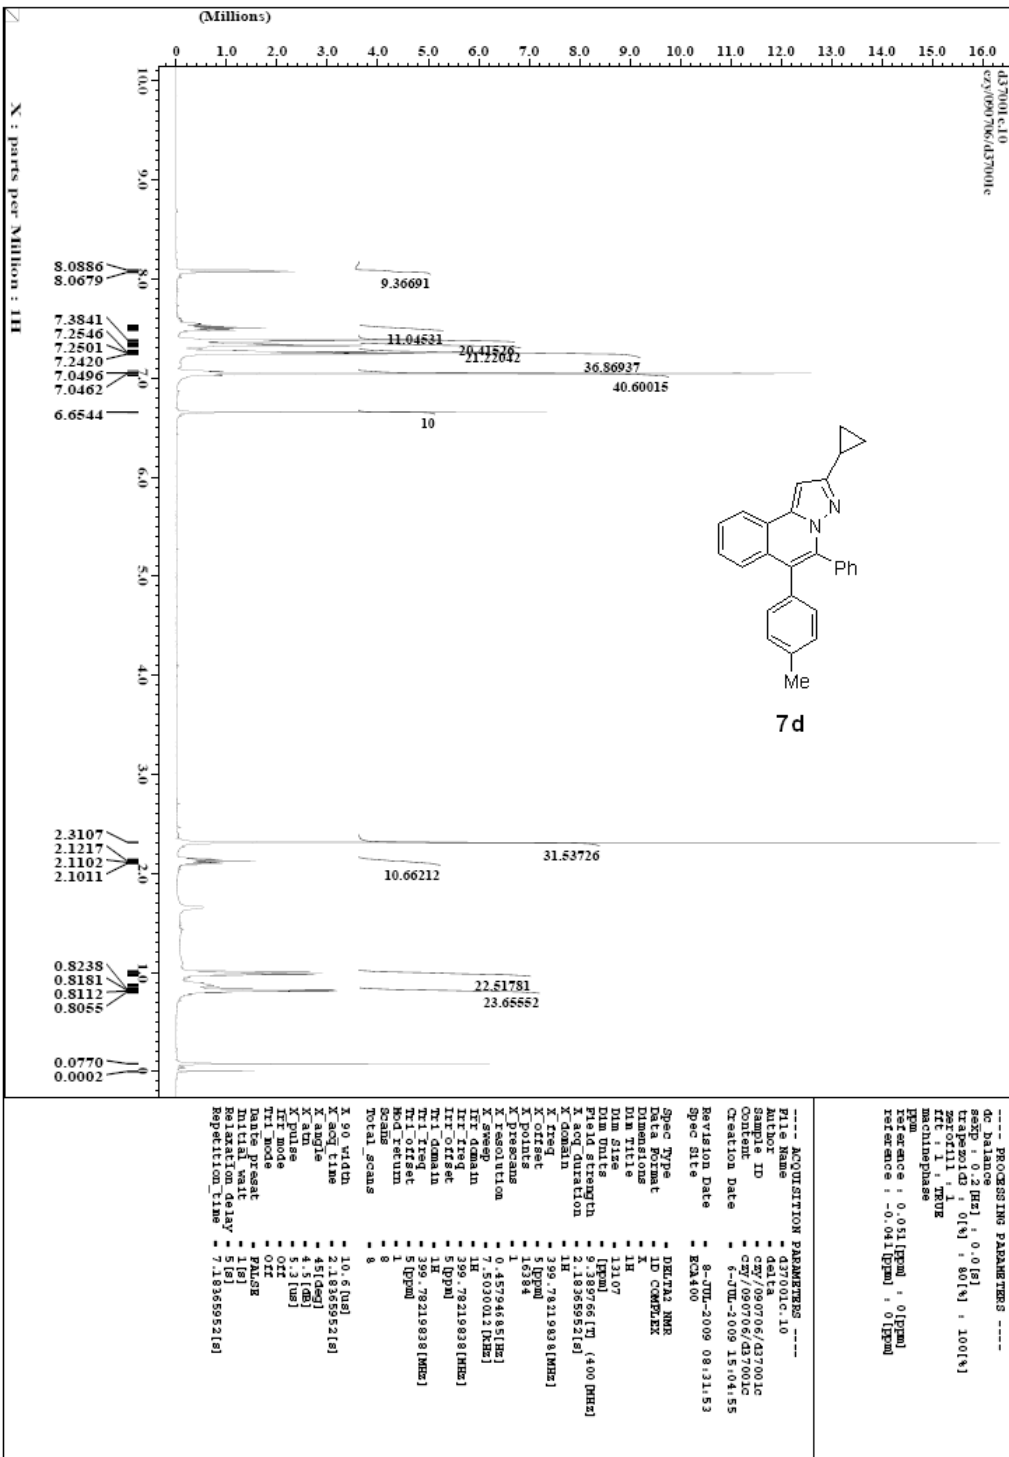 (Millions)
0 1.0 2.0 3.0 4.0 5.0 6.0 7.0 8.0 9.0 10.0 11.0 12.0 13.0 14.0 15.0 16.0
d37001c.10
czy/090706/d37001c
10.0
9.0
8.0
7.0
6.0
5.0
4.0
3.0
2.0
1.0
0
X : parts per Million : 1H
8.0886
8.0679
7.3841
7.2546
7.2501
7.2420
7.0496
7.0462
6.6544
2.3107
2.1217
2.1102
2.1011
0.8238
0.8181
0.8112
0.8055
0.0770
0.0002
9.36691
11.04531
20.41526
21.22042
36.86937
40.60015
10
31.53726
10.66212
22.51781
23.65552
N
N
Ph
Me
7d
---- PROCESSING PARAMETERS ----
dc_balance
sexp : 0.2[Hz] : 0.0[s]
trapezoid3 : 0[%] : 80[%] : 100[%]
zerofill : 1
fft : 1 : TRUE
machinephase
ppm
reference : 0.051[ppm] : 0[ppm]
reference : -0.041[ppm] : 0[ppm]
---- ACQUISITION PARAMETERS ----
File Name = d37001c.10
Author = delta
Sample ID = czy/090706/d37001c
Content = czy/090706/d37001c
Creation Date = 6-JUL-2009 15:04:55
Revision Date = 8-JUL-2009 08:31:53
Spec Site = ECA400
Spec Type = DELTA2 NMR
Data Format = 1D COMPLEX
Dimensions = X
Dim Title = 1H
Dim Size = 13107
Dim Units = [ppm]
Field_strength = 9.389766[T] (400[MHz]
X_acq_duration = 2.18365952[s]
X_domain = 1H
X_freq = 399.78219838[MHz]
X_offset = 5[ppm]
X_points = 16384
X_prescans = 1
X_resolution = 0.45794685[Hz]
X_sweep = 7.5030012[kHz]
Irr_domain = 1H
Irr_freq = 399.78219838[MHz]
Irr_offset = 5[ppm]
Tri_domain = 1H
Tri_freq = 399.78219838[MHz]
Tri_offset = 5[ppm]
Mod_return = 1
Scans = 8
Total_scans = 8
X_90_width = 10.6[us]
X_acq_time = 2.18365952[s]
X_angle = 45[deg]
X_atn = 4.5[dB]
X_pulse = 5.3[us]
Irr_mode = Off
Tri_mode = Off
Dante_presat = FALSE
Initial_wait = 1[s]
Relaxation_delay = 5[s]
Repetition_time = 7.18365952[s]